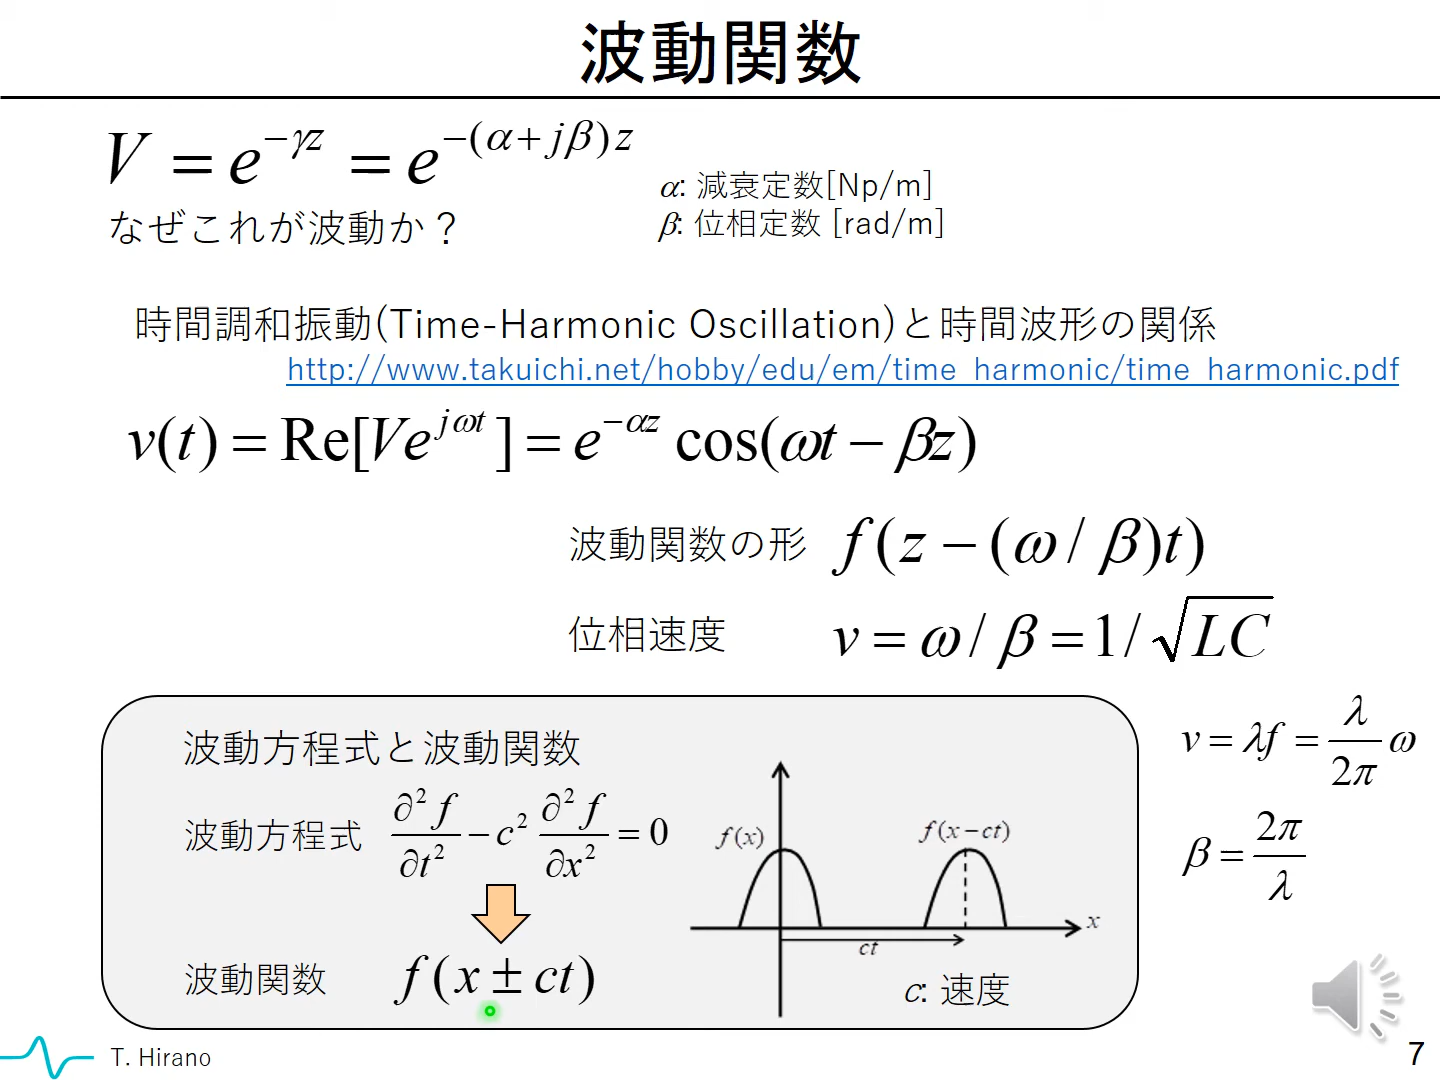 波動関数
V = e^{-γz} = e^{-(α+jβ)z}
α: 減衰定数[Np/m]
β: 位相定数 [rad/m]
なぜこれが波動か？
時間調和振動(Time-Harmonic Oscillation)と時間波形の関係
http://www.takuichi.net/hobby/edu/em/time_harmonic/time_harmonic.pdf
v(t) = Re[Ve^{jωt}] = e^{-αz} cos(ωt − βz)
波動関数の形 f(z − (ω / β)t)
位相速度 v = ω / β = 1/√LC
v = λf = λ/2π ω
β = 2π/λ
波動方程式と波動関数
波動方程式 ∂²f/∂t² − c² ∂²f/∂x² = 0
波動関数 f(x ± ct)
f(x)
f(x−ct)
x
ct
c: 速度
T. Hirano
7